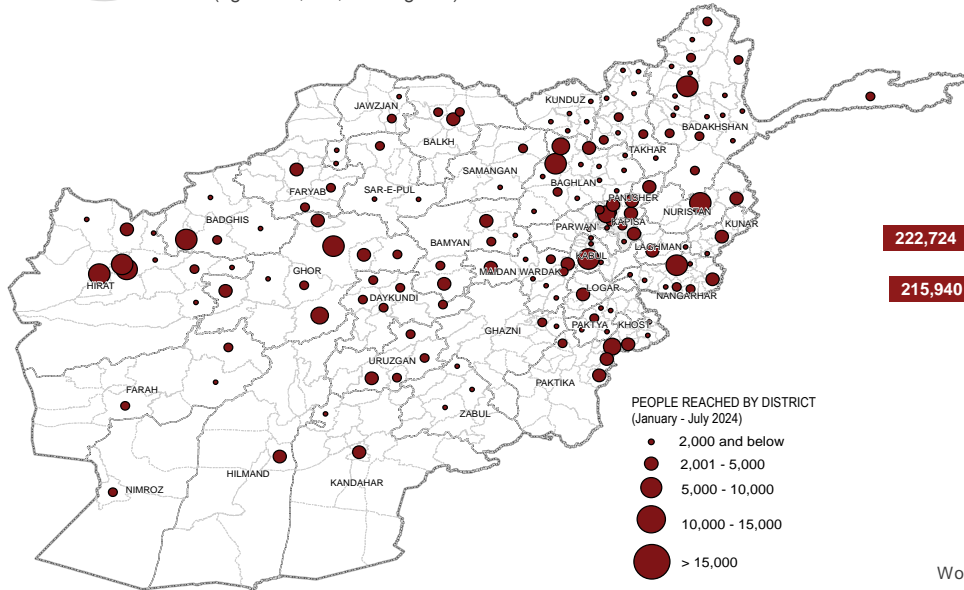 JAWZJAN
BALKH
KUNDUZ
TAKHAR
BADAKHSHAN
SAMANGAN
BAGHLAN
FARYAB
SAR-E-POL
PANJSHER
NURISTAN
BADGHIS
PARWAN
KAPISA
KUNAR
BAMYAN
LAGHMAN
222,724
KABUL
HIRAT
GHOR
MAIDAN WARDAK
DAYKUNDI
LOGAR
NANGARHAR
215,940
GHAZNI
PAKTYA
KHOST
URUZGAN
FARAH
PAKTIKA
ZABUL
PEOPLE REACHED BY DISTRICT
(January - July 2024)
2,000 and below
2,001 - 5,000
5,000 - 10,000
10,000 - 15,000
> 15,000
HILMAND
KANDAHAR
NIMROZ
Wo